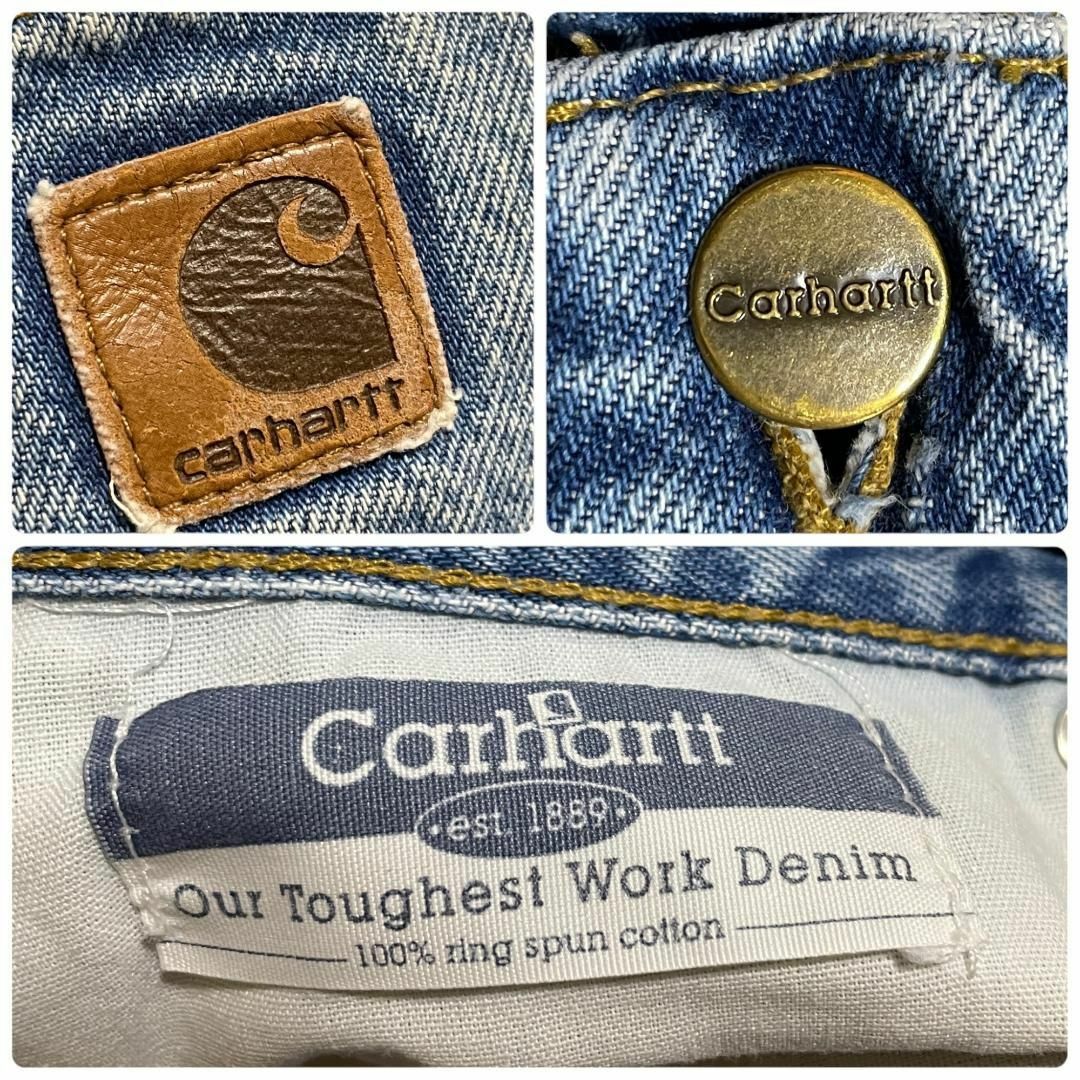 carhartt
Carhartt
Carhartt
· est. 1889 ·
Our Toughest Work Denim
100% ring spun cotton